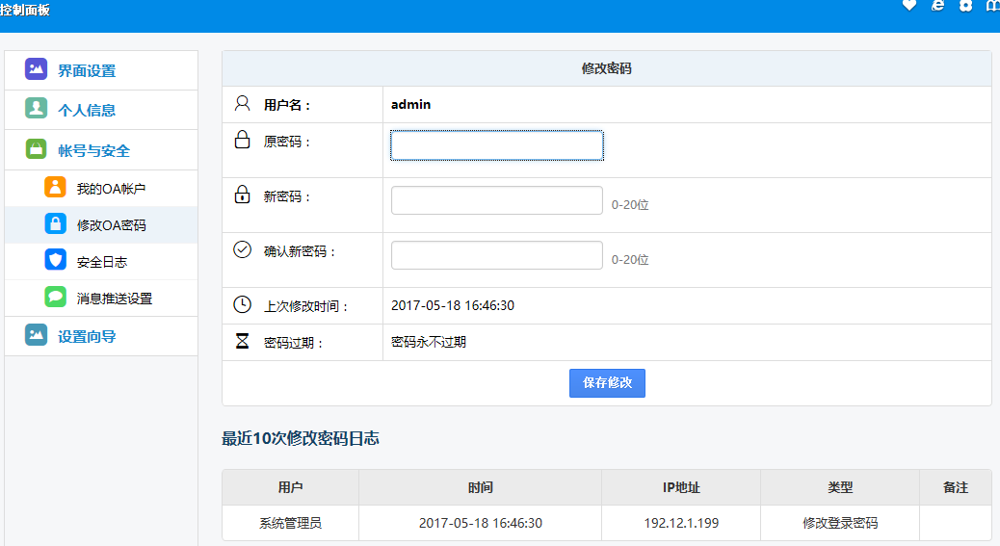 控制面板
界面设置
个人信息
帐号与安全
我的OA帐户
修改OA密码
安全日志
消息推送设置
设置向导
修改密码
用户名： admin
原密码：
新密码： 0-20位
确认新密码： 0-20位
上次修改时间： 2017-05-18 16:46:30
密码过期： 密码永不过期
保存修改
最近10次修改密码日志
用户 时间 IP地址 类型 备注
系统管理员 2017-05-18 16:46:30 192.12.1.199 修改登录密码